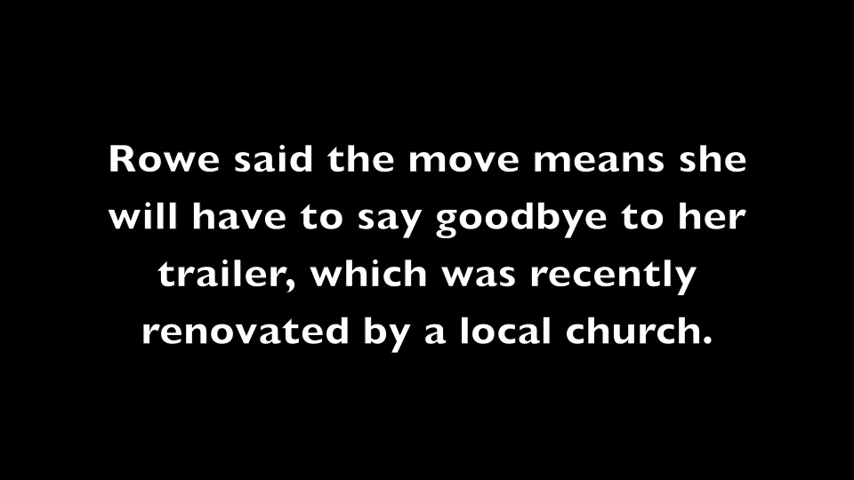 Rowe said the move means she
will have to say goodbye to her
trailer, which was recently
renovated by a local church.